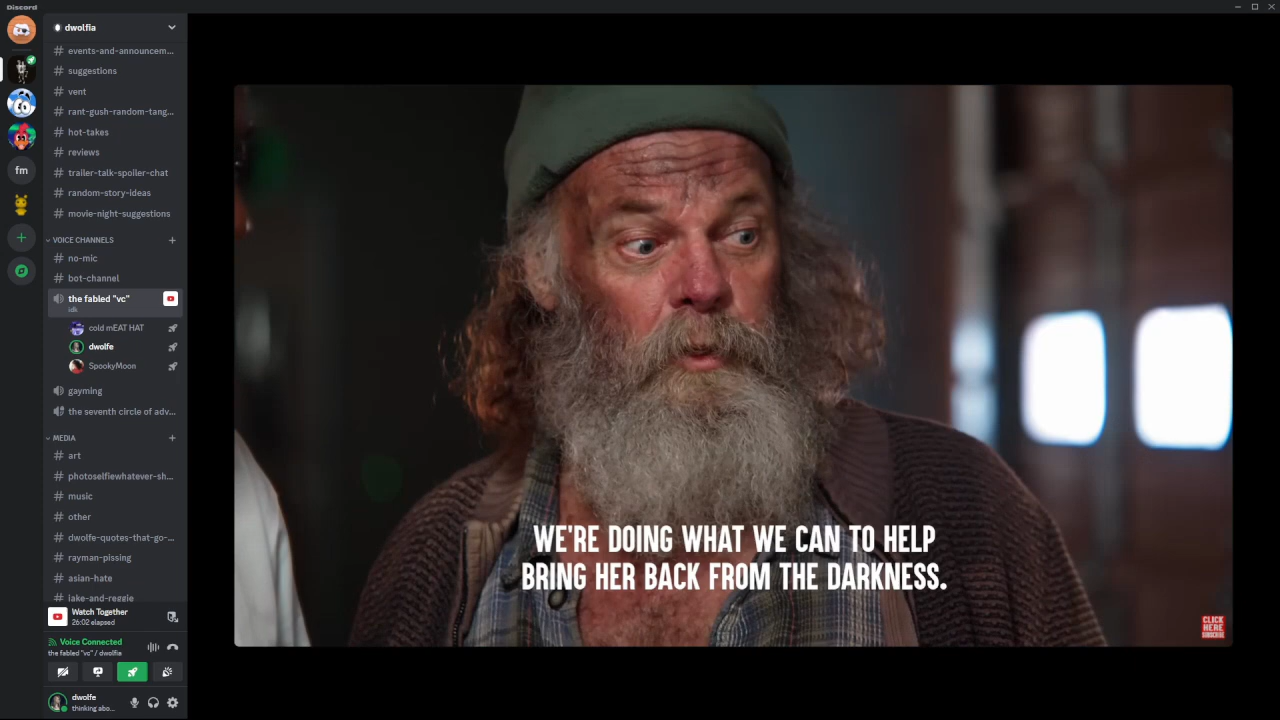 Discord
dwolfia
events-and-announcem...
suggestions
vent
rant-gush-random-tang...
hot-takes
reviews
trailer-talk-spoiler-chat
random-story-ideas
movie-night-suggestions
VOICE CHANNELS
no-mic
bot-channel
the fabled "vc"
idk
cold mEAT HAT
dwolfe
SpookyMoon
gayming
the seventh circle of adv...
MEDIA
art
photoselfiewhatever-sh...
music
other
dwolfe-quotes-that-go-...
rayman-pissing
asian-hate
lake-and-reggie
Watch Together
26:02 elapsed
Voice Connected
the fabled "vc" / dwolfia
dwolfe
thinking abo...
fm
WE'RE DOING WHAT WE CAN TO HELP
BRING HER BACK FROM THE DARKNESS.
CLICK
HERE
SUBSCRIBE